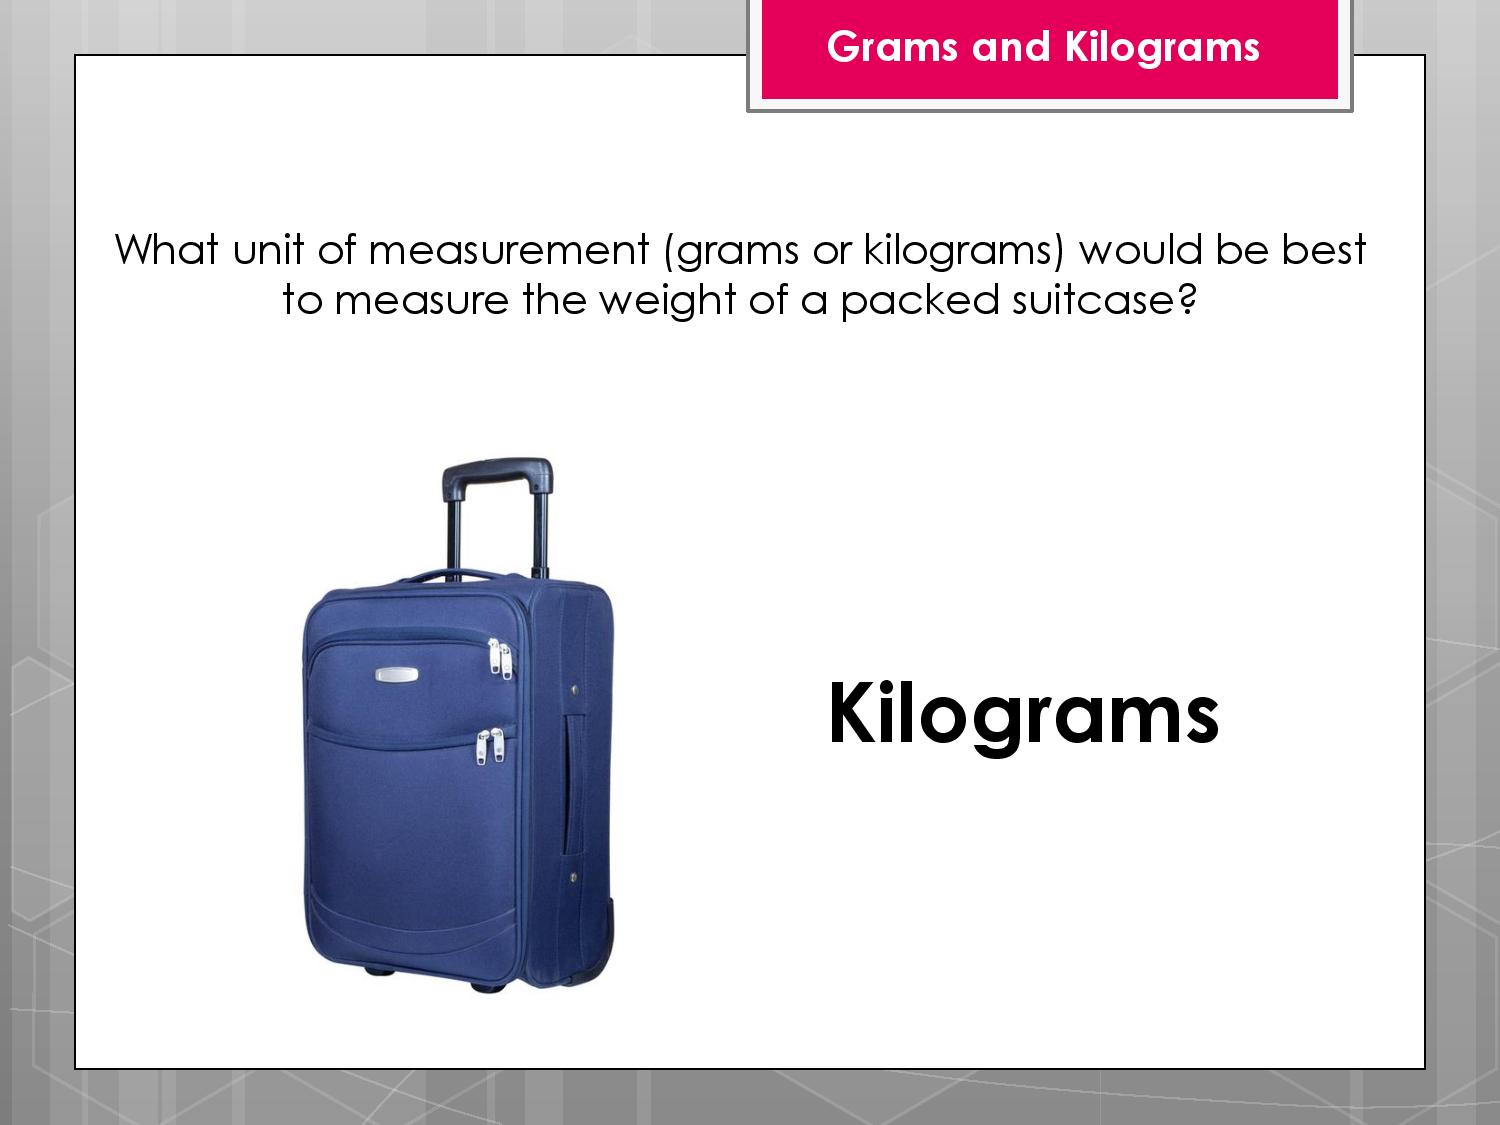 Grams and Kilograms
What unit of measurement (grams or kilograms) would be best
to measure the weight of a packed suitcase?
Kilograms